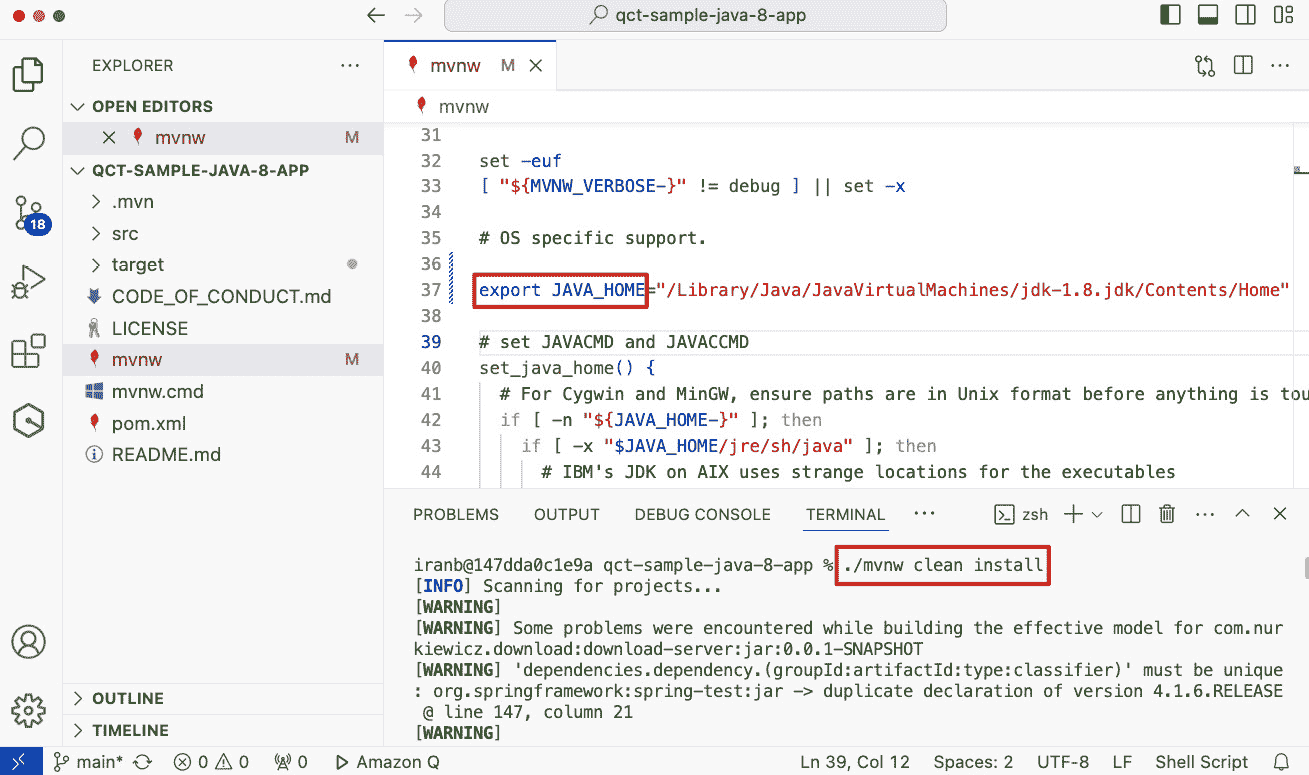 qct-sample-java-8-app
EXPLORER
OPEN EDITORS
mvnw M
QCT-SAMPLE-JAVA-8-APP
.mvn
src
target
CODE_OF_CONDUCT.md
LICENSE
mvnw M
mvnw.cmd
pom.xml
README.md
OUTLINE
TIMELINE
18
mvnw M
mvnw
31
32 set -euf
33 [ "${MVNW_VERBOSE-}" != debug ] || set -x
34
35 # OS specific support.
36
37 export JAVA_HOME="/Library/Java/JavaVirtualMachines/jdk-1.8.jdk/Contents/Home"
38
39 # set JAVACMD and JAVACCMD
40 set_java_home() {
41 # For Cygwin and MinGW, ensure paths are in Unix format before anything is tou
42 if [ -n "${JAVA_HOME-}" ]; then
43 if [ -x "$JAVA_HOME/jre/sh/java" ]; then
44 # IBM's JDK on AIX uses strange locations for the executables
PROBLEMS OUTPUT DEBUG CONSOLE TERMINAL ... zsh
iranb@147dda0c1e9a qct-sample-java-8-app % ./mvnw clean install
[INFO] Scanning for projects...
[WARNING]
[WARNING] Some problems were encountered while building the effective model for com.nur
kiewicz.download:download-server:jar:0.0.1-SNAPSHOT
[WARNING] 'dependencies.dependency.(groupId:artifactId:type:classifier)' must be unique
: org.springframework:spring-test:jar -> duplicate declaration of version 4.1.6.RELEASE
@ line 147, column 21
[WARNING]
main* 0 0 0 Amazon Q Ln 39, Col 12 Spaces: 2 UTF-8 LF Shell Script